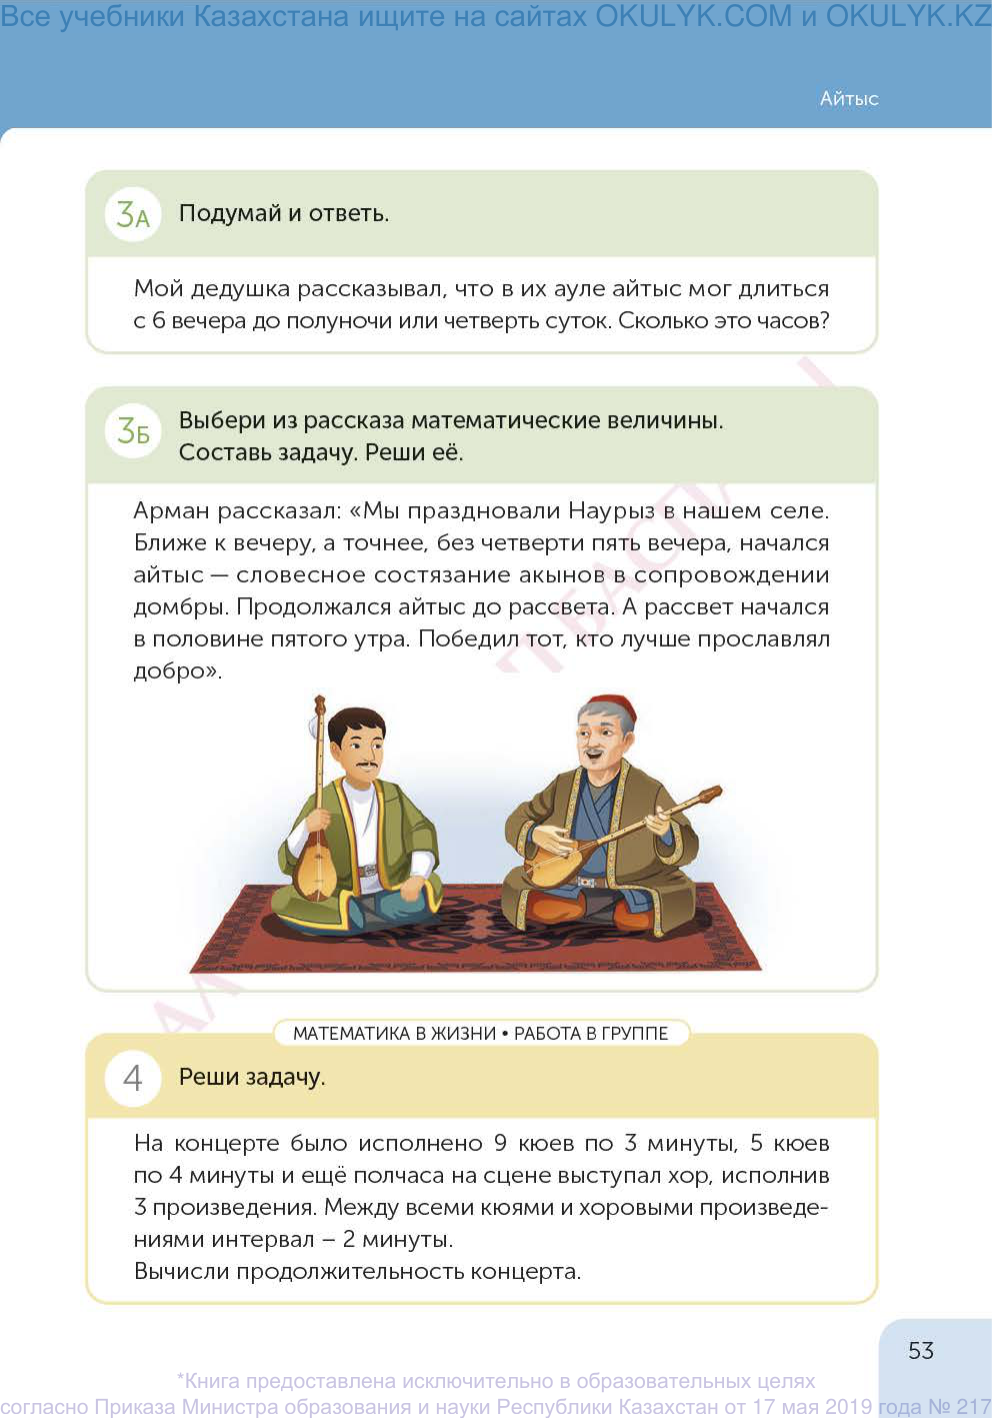 Все учебники Казахстана ищите на сайтах OKULYK.COM и OKULYK.KZ
Айтыс
3А Подумай и ответь.
Мой дедушка рассказывал, что в их ауле айтыс мог длиться
с 6 вечера до полуночи или четверть суток. Сколько это часов?
3Б Выбери из рассказа математические величины.
Составь задачу. Реши её.
Арман рассказал: «Мы праздновали Наурыз в нашем селе.
Ближе к вечеру, а точнее, без четверти пять вечера, начался
айтыс — словесное состязание акынов в сопровождении
домбры. Продолжался айтыс до рассвета. А рассвет начался
в половине пятого утра. Победил тот, кто лучше прославлял
добро».
МАТЕМАТИКА В ЖИЗНИ • РАБОТА В ГРУППЕ
4 Реши задачу.
На концерте было исполнено 9 кюев по 3 минуты, 5 кюев
по 4 минуты и ещё полчаса на сцене выступал хор, исполнив
3 произведения. Между всеми кюями и хоровыми произведе-
ниями интервал – 2 минуты.
Вычисли продолжительность концерта.
53
*Книга предоставлена исключительно в образовательных целях
согласно Приказа Министра образования и науки Республики Казахстан от 17 мая 2019 года № 217